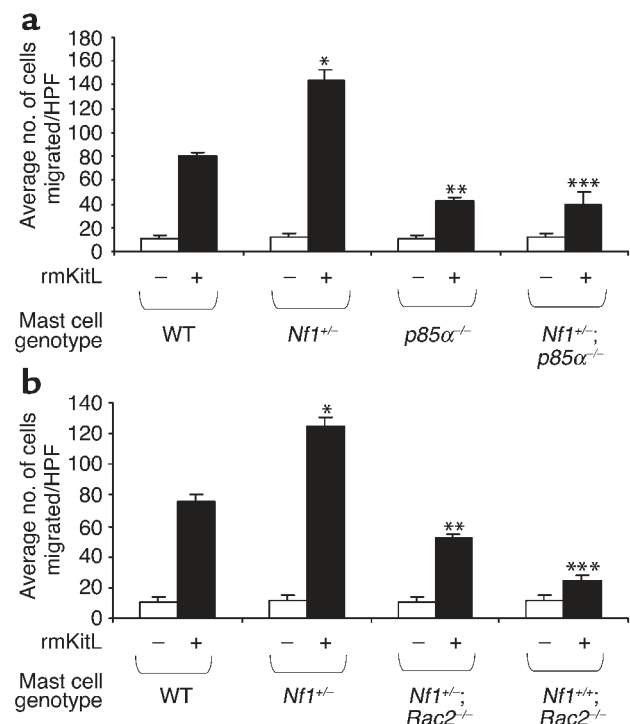 a
Average no. of cells
migrated/HPF
180
160
140
120
100
80
60
40
20
0
*
**
***
rmKitL – + – + – + – +
Mast cell
genotype
WT
Nf1+/–
p85α–/–
Nf1+/–;
p85α–/–
b
Average no. of cells
migrated/HPF
140
120
100
80
60
40
20
0
*
**
***
rmKitL – + – + – + – +
Mast cell
genotype
WT
Nf1+/–
Nf1+/–;
Rac2–/–
Nf1+/+;
Rac2–/–